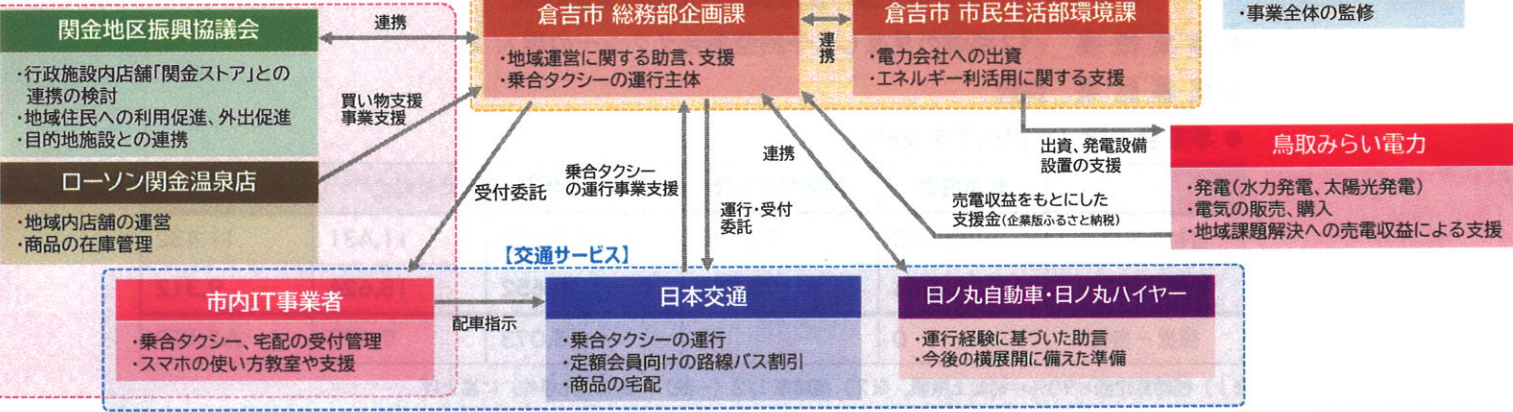 倉吉市 総務部企画課
・地域運営に関する助言、支援
・乗合タクシーの運行主体
連携
倉吉市 市民生活部環境課
・電力会社への出資
・エネルギー利活用に関する支援
・事業全体の監修
関金地区振興協議会
・行政施設内店舗「関金ストア」との
連携の検討
・地域住民への利用促進、外出促進
・目的地施設との連携
連携
買い物支援
事業支援
ローソン関金温泉店
・地域内店舗の運営
・商品の在庫管理
受付委託
乗合タクシー
の運行事業支援
運行・受付
委託
連携
出資、発電設備
設置の支援
売電収益をもとにした
支援金(企業版ふるさと納税)
鳥取みらい電力
・発電(水力発電、太陽光発電)
・電気の販売、購入
・地域課題解決への売電収益による支援
【交通サービス】
市内IT事業者
・乗合タクシー、宅配の受付管理
・スマホの使い方教室や支援
配車指示
日本交通
・乗合タクシーの運行
・定額会員向けの路線バス割引
・商品の宅配
日ノ丸自動車・日ノ丸ハイヤー
・運行経験に基づいた助言
・今後の横展開に備えた準備